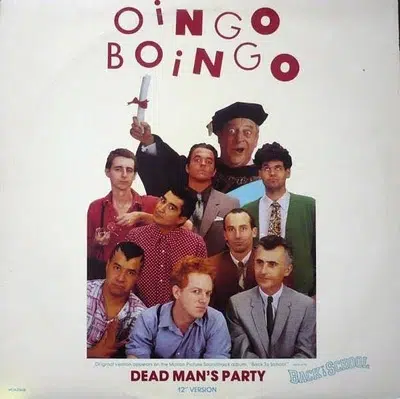 OiNGO
BOiNGO
Original version appears on the Motion Picture Soundtrack album, "Back To School"
BACK TO SCHOOL
DEAD MAN'S PARTY
12" VERSION